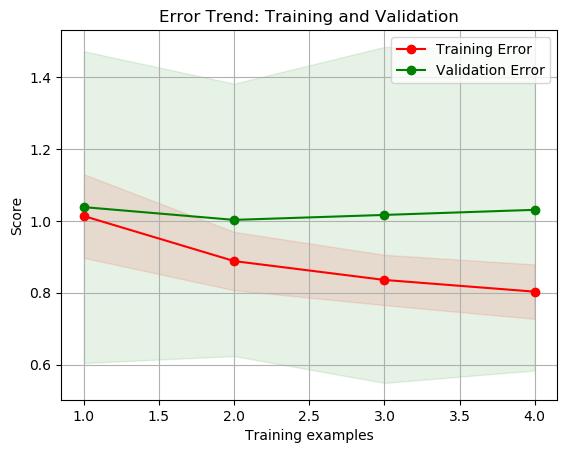 Error Trend: Training and Validation
Training Error
Validation Error
Score
1.4
1.2
1.0
0.8
0.6
1.0 1.5 2.0 2.5 3.0 3.5 4.0
Training examples